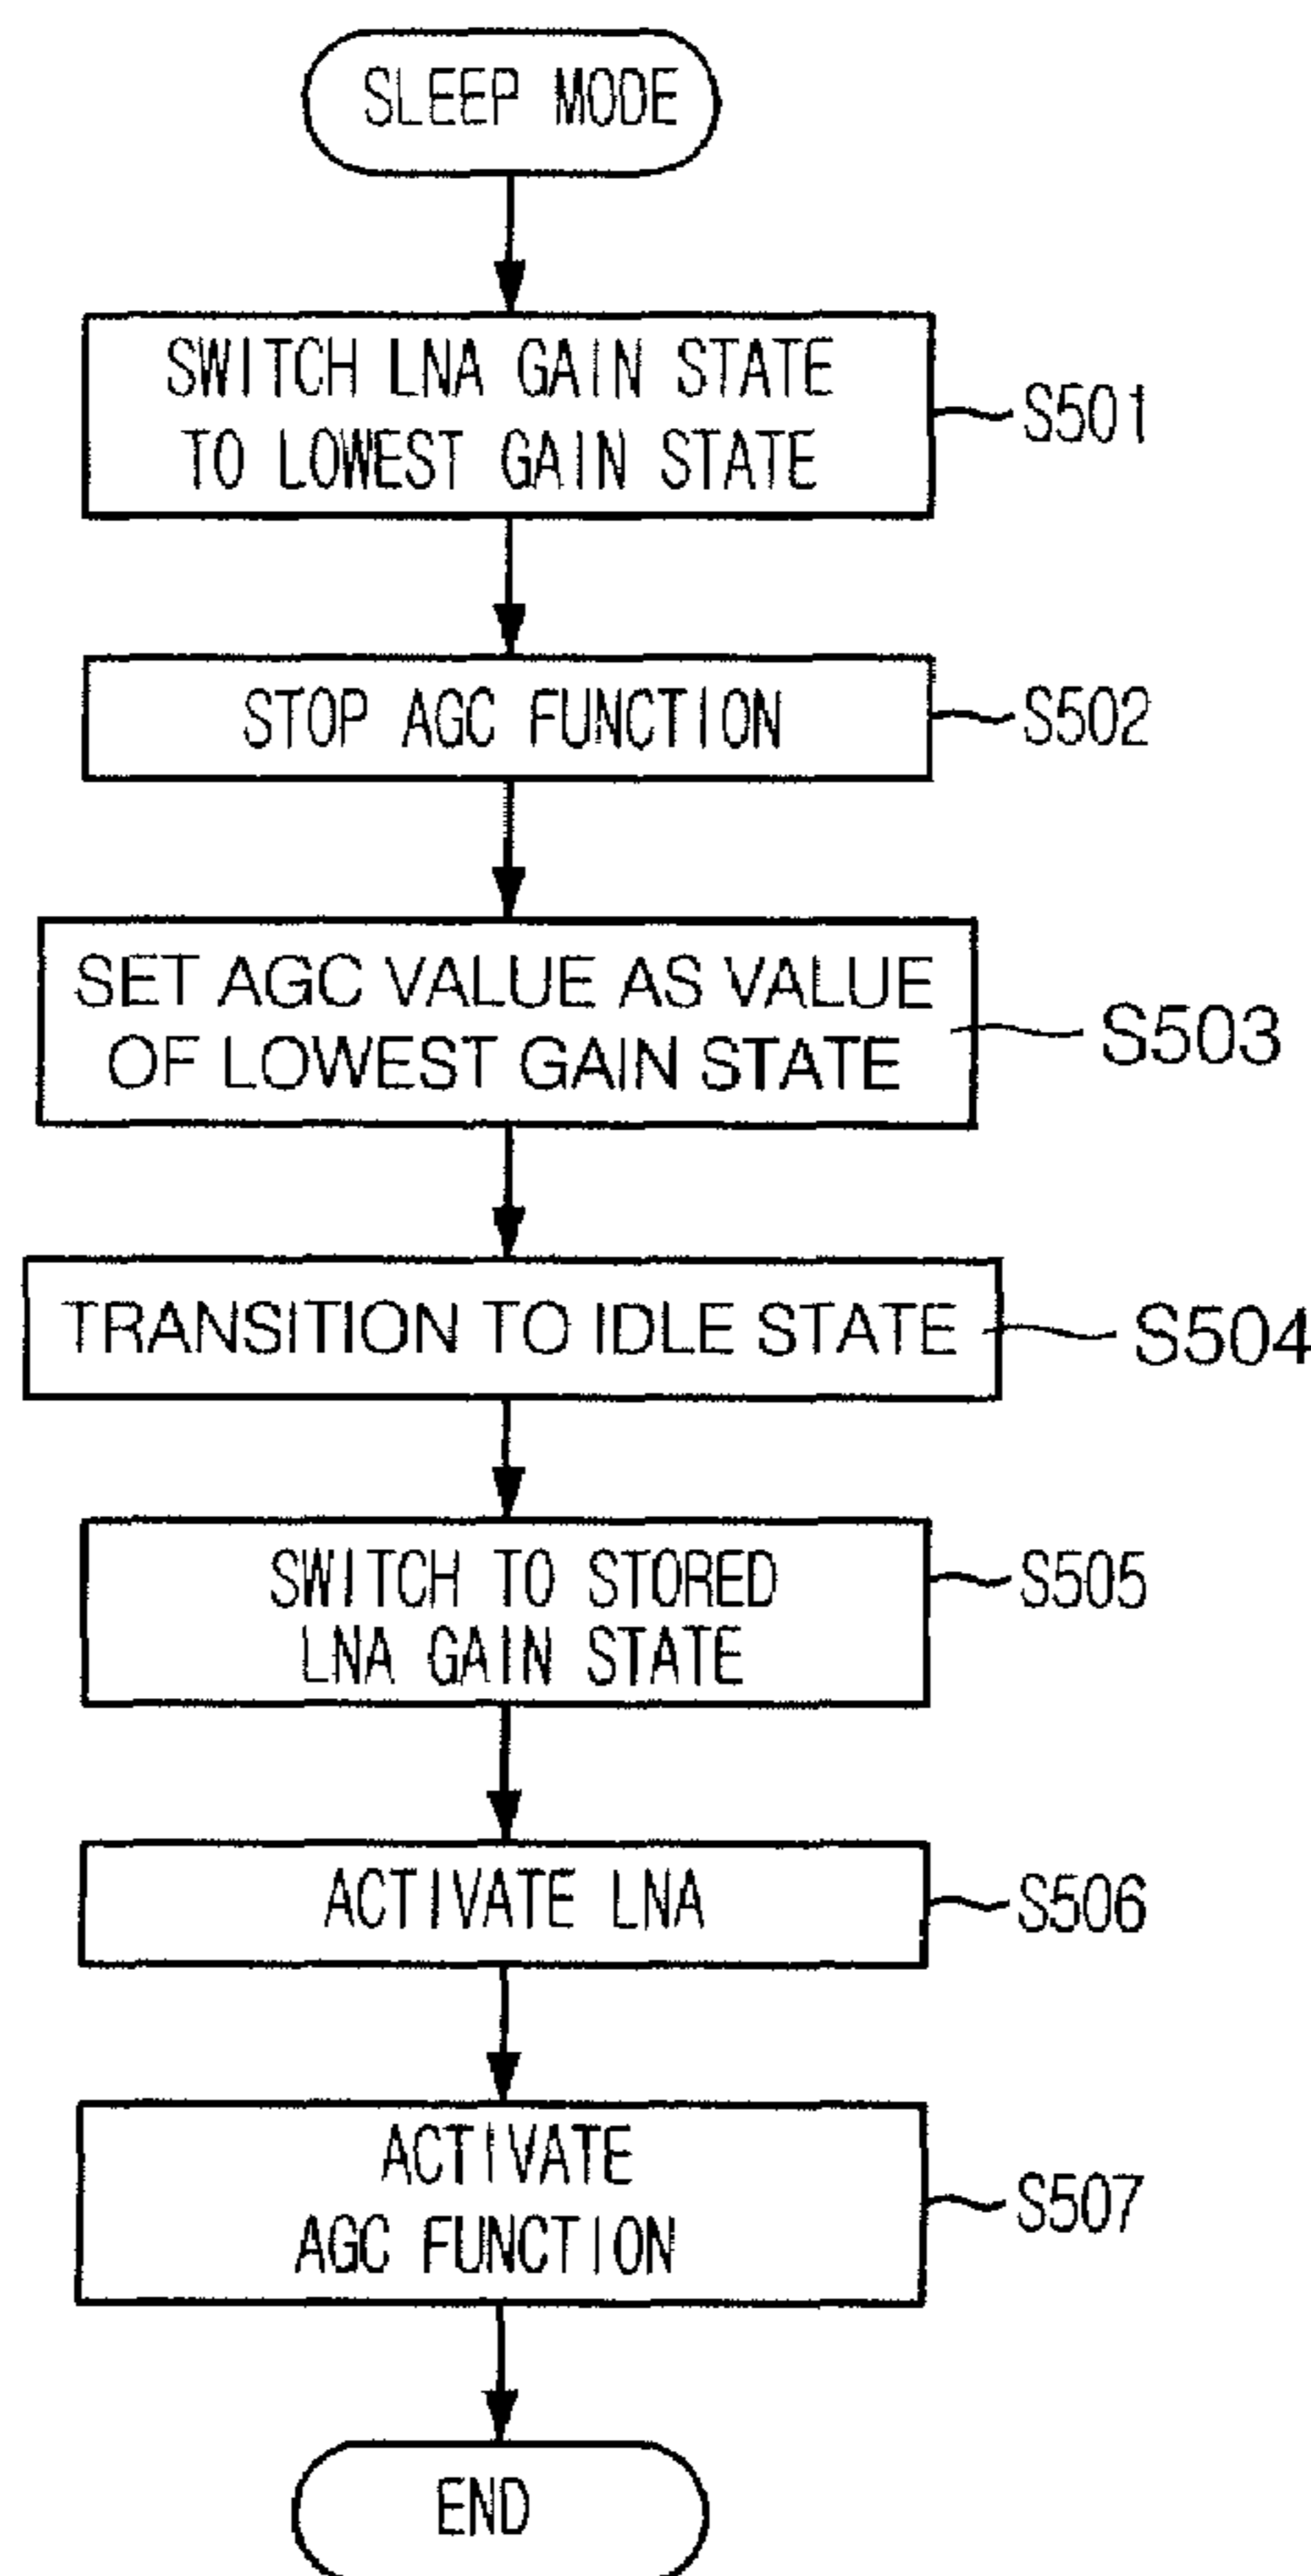 SLEEP MODE
SWITCH LNA GAIN STATE
TO LOWEST GAIN STATE
S501
STOP AGC FUNCTION
S502
SET AGC VALUE AS VALUE
OF LOWEST GAIN STATE
S503
TRANSITION TO IDLE STATE
S504
SWITCH TO STORED
LNA GAIN STATE
S505
ACTIVATE LNA
S506
ACTIVATE
AGC FUNCTION
S507
END